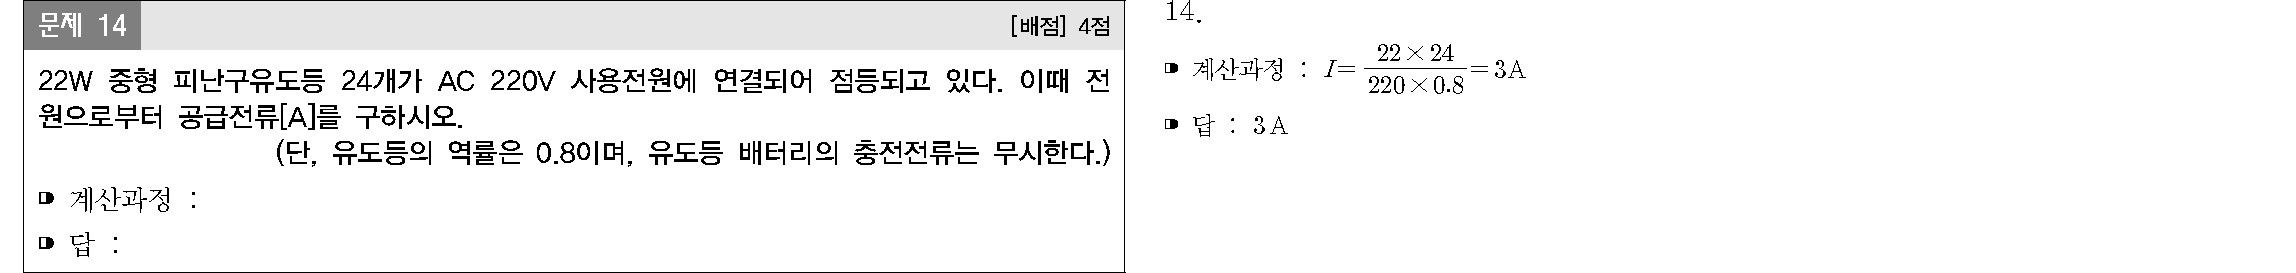 문제 14
[배점] 4점
22W 중형 피난구유도등 24개가 AC 220V 사용전원에 연결되어 점등되고 있다. 이때 전
원으로부터 공급전류[A]를 구하시오.
(단, 유도등의 역률은 0.8이며, 유도등 배터리의 충전전류는 무시한다.)
계산과정 :
답 :
14.
계산과정 : I = \frac{22 × 24}{220 × 0.8} = 3A
답 : 3A